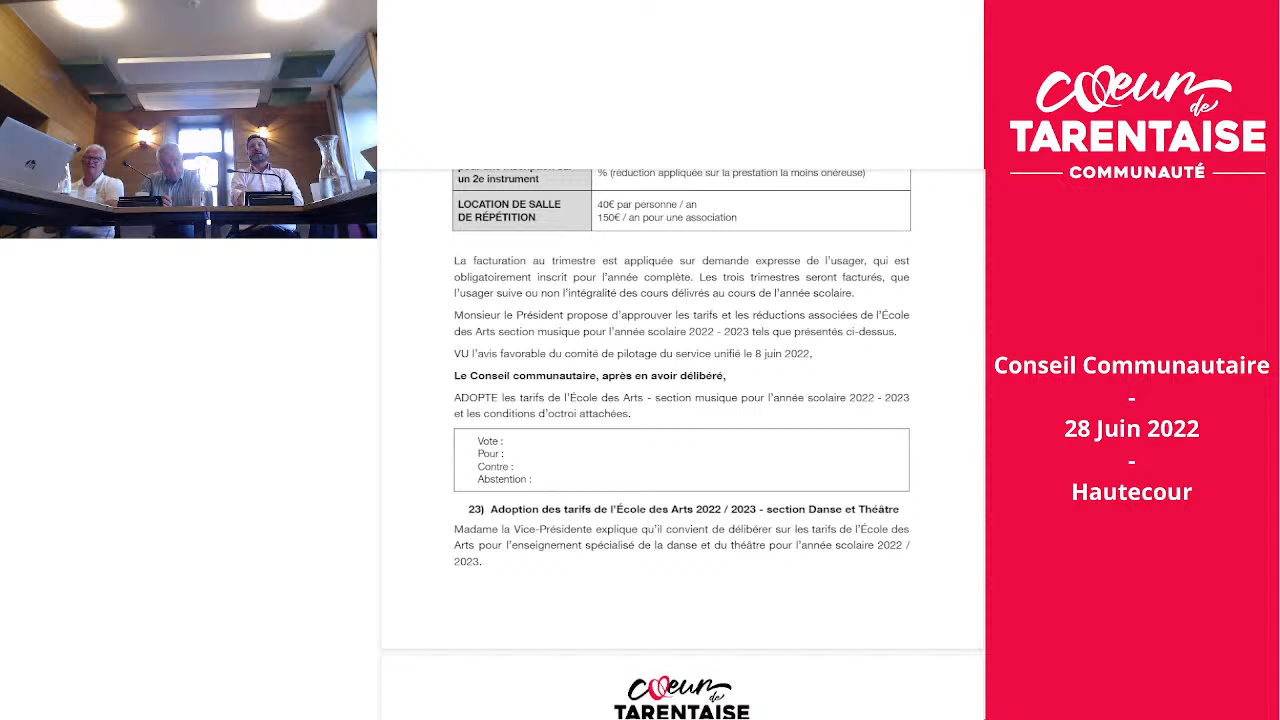 un 2e instrument
% (réduction appliquée sur la prestation la moins onéreuse)
LOCATION DE SALLE
DE RÉPÉTITION
40€ par personne / an
150€ / an pour une association
La facturation au trimestre est appliquée sur demande expresse de l'usager, qui est
obligatoirement inscrit pour l'année complète. Les trois trimestres seront facturés, que
l'usager suive ou non l'intégralité des cours délivrés au cours de l'année scolaire.
Monsieur le Président propose d'approuver les tarifs et les réductions associées de l'École
des Arts section musique pour l'année scolaire 2022 - 2023 tels que présentés ci-dessus.
VU l'avis favorable du comité de pilotage du service unifié le 8 juin 2022,
Le Conseil communautaire, après en avoir délibéré,
ADOPTE les tarifs de l'École des Arts - section musique pour l'année scolaire 2022 - 2023
et les conditions d'octroi attachées.
Vote :
Pour :
Contre :
Abstention :
23) Adoption des tarifs de l'École des Arts 2022 / 2023 - section Danse et Théâtre
Madame la Vice-Présidente explique qu'il convient de délibérer sur les tarifs de l'École des
Arts pour l'enseignement spécialisé de la danse et du théâtre pour l'année scolaire 2022 /
2023.
Cœur
de
TARENTAISE
Cœur
de
TARENTAISE
COMMUNAUTÉ
Conseil Communautaire
-
28 Juin 2022
-
Hautecour